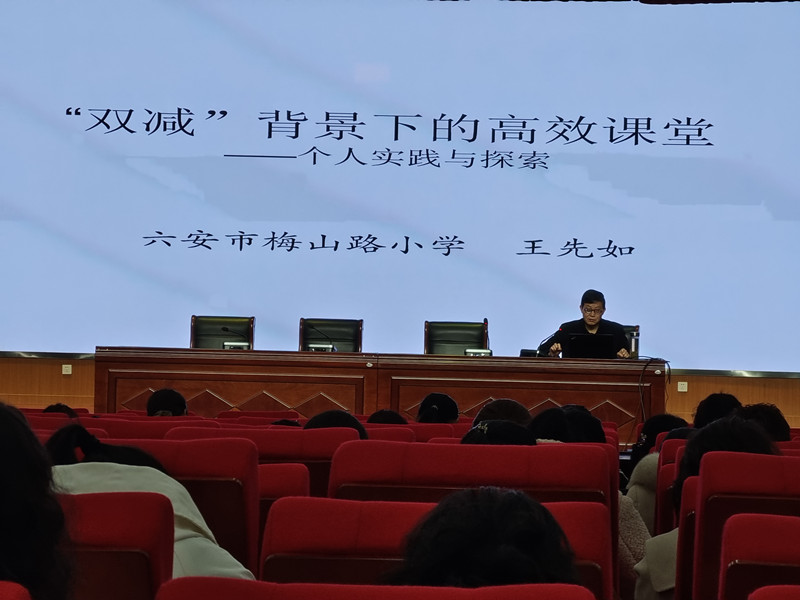 “双减”背景下的高效课堂
——个人实践与探索
六安市梅山路小学 王先如